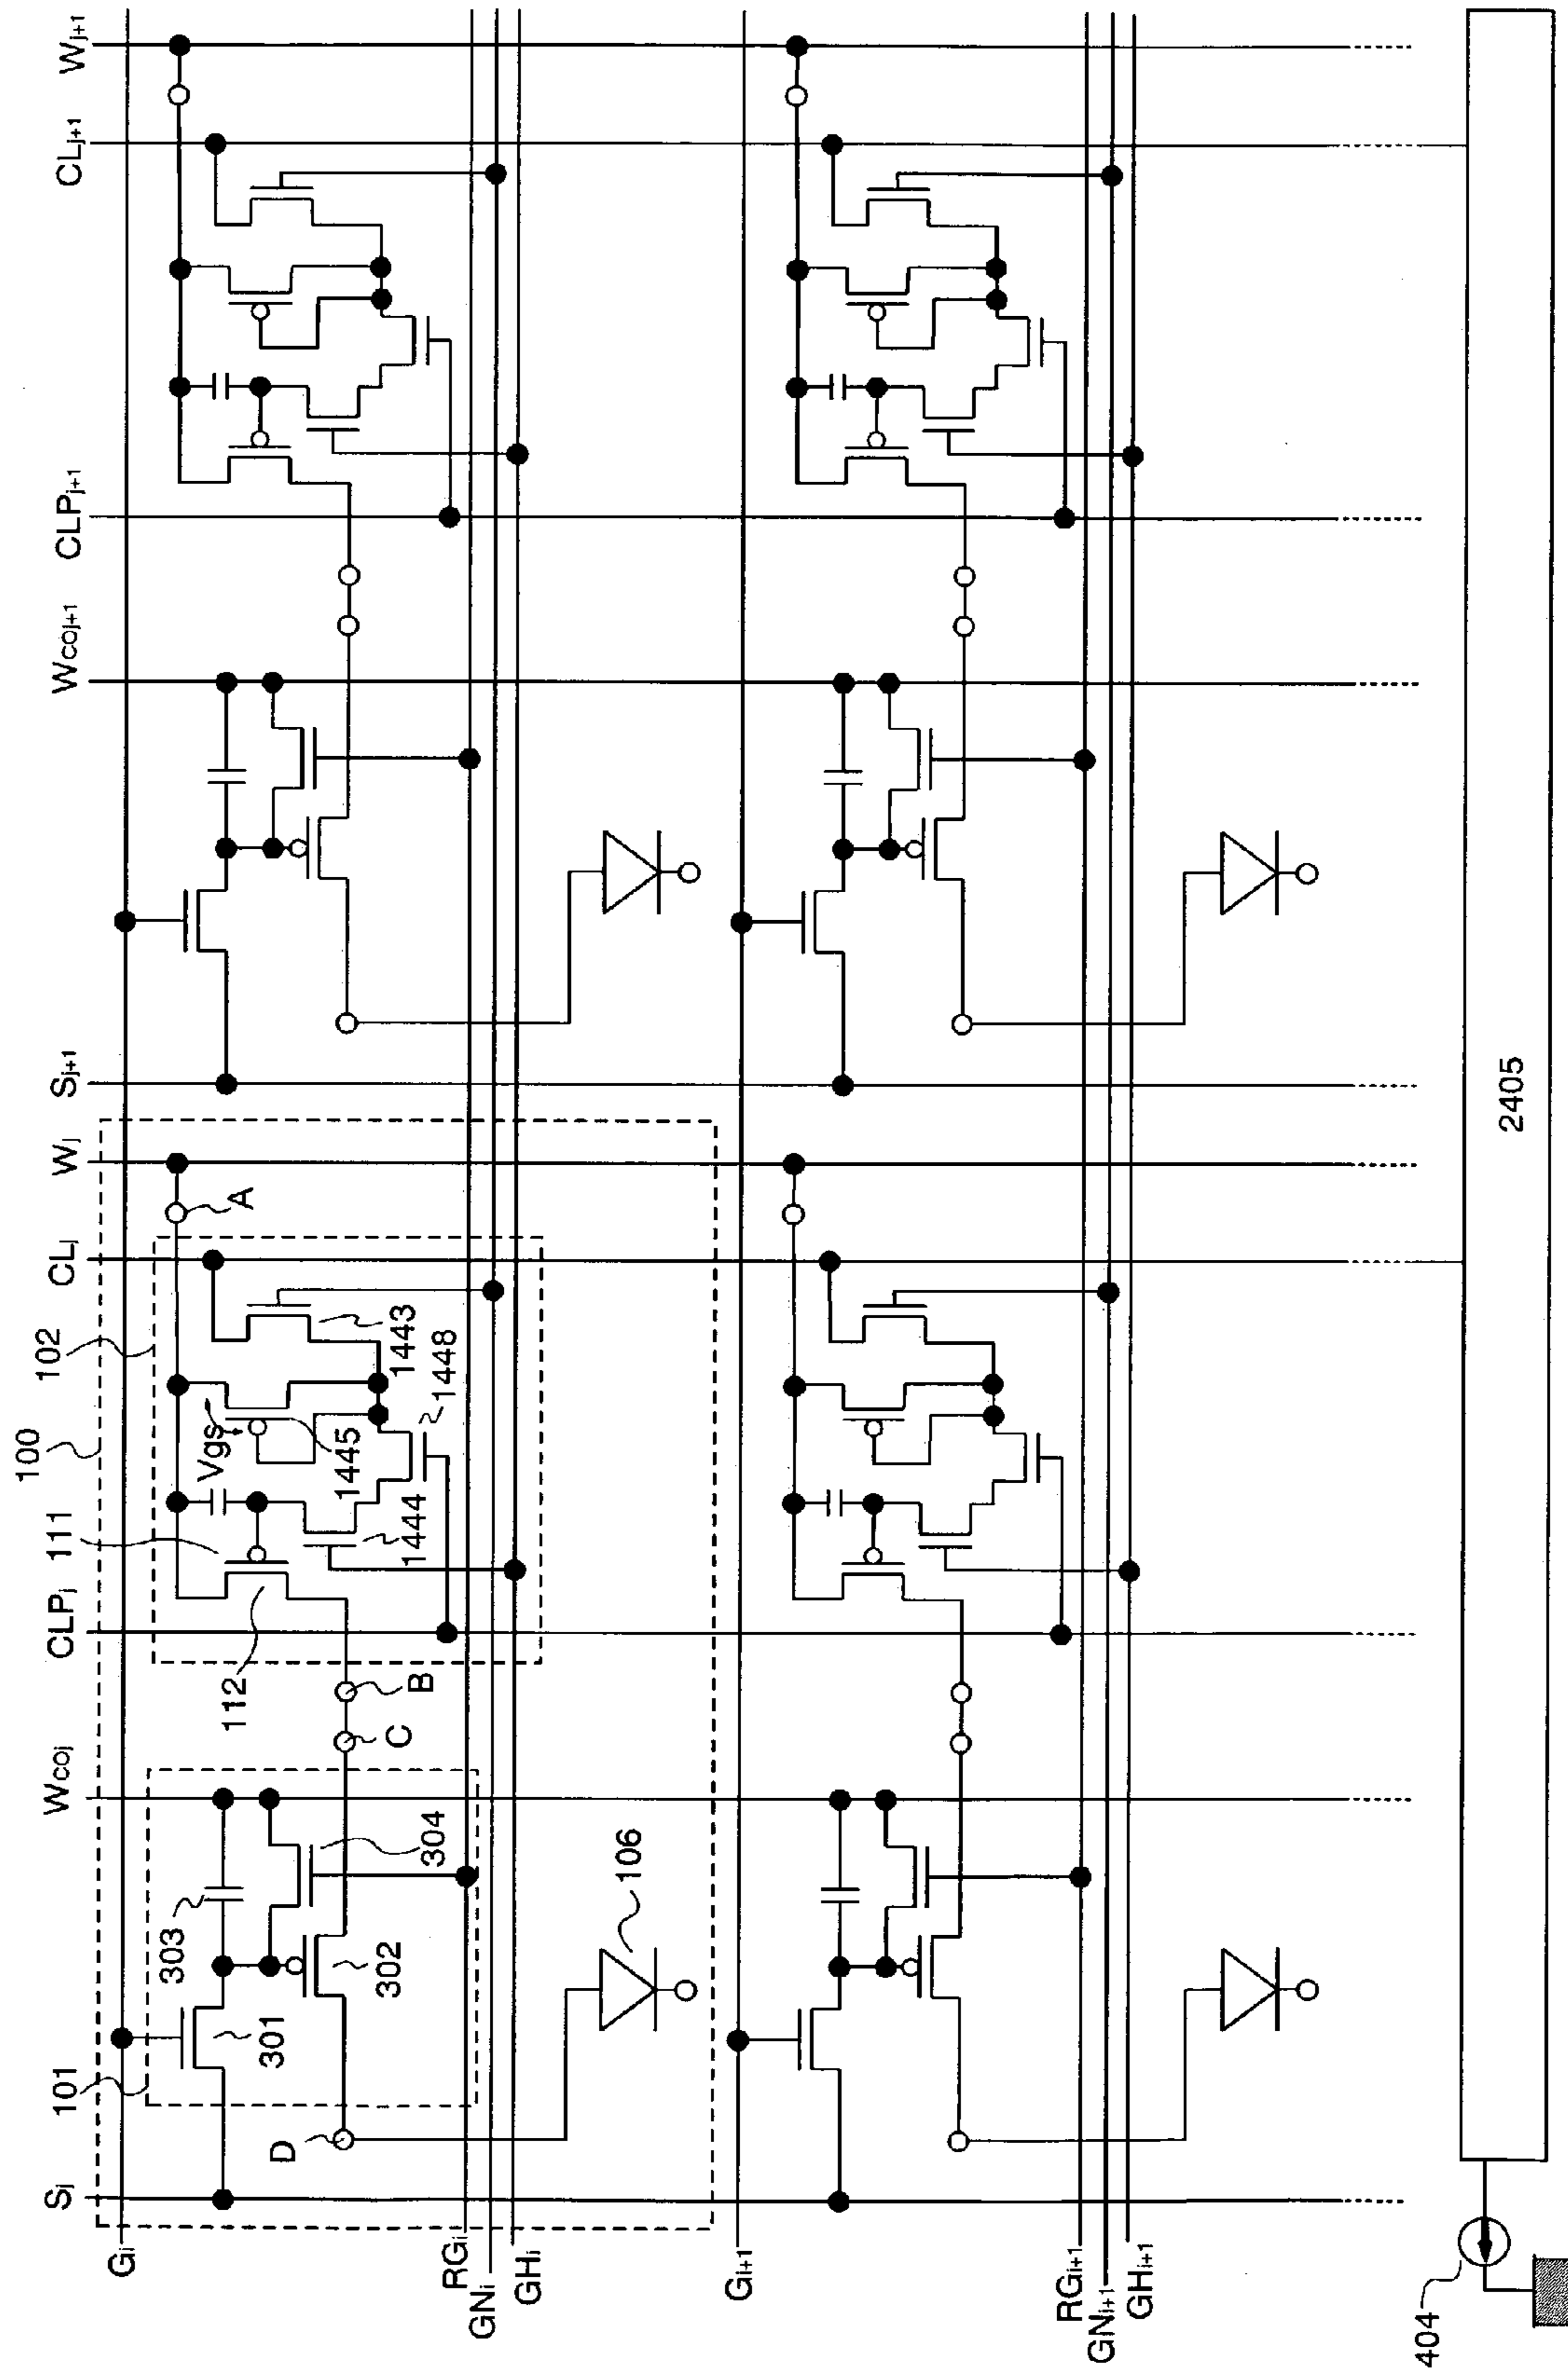 100
101
111
102
Sj
Wcoj
CLPj
CLj
Wj
Sj+1
Wcoj+1
CLPj+1
CLj+1
Wj+1
Gi
301
303
304
302
D
C
B
112
Vgs
1443
1445
1448
1444
A
106
RGi
GNi
GHi
Gi+1
RGi+1
GNi+1
GHi+1
404
2405